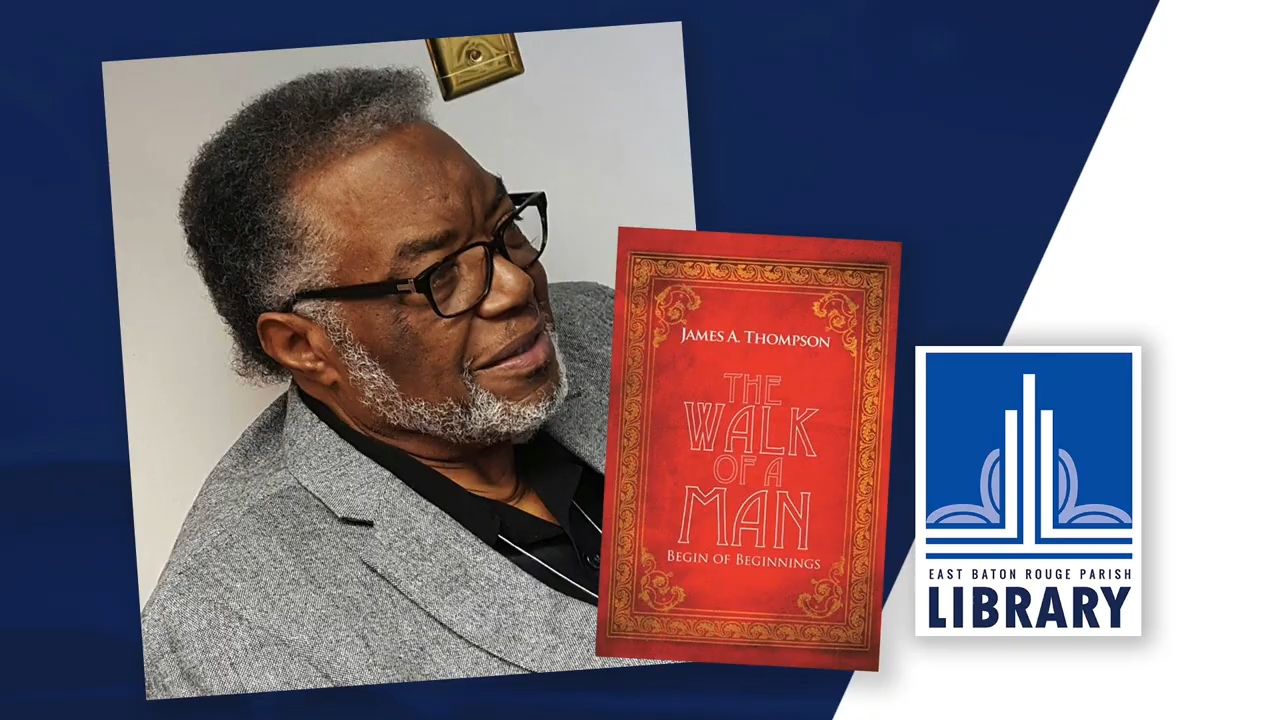 JAMES A. THOMPSON
THE
WALK
OF A
MAN
BEGIN OF BEGINNINGS
EAST BATON ROUGE PARISH
LIBRARY